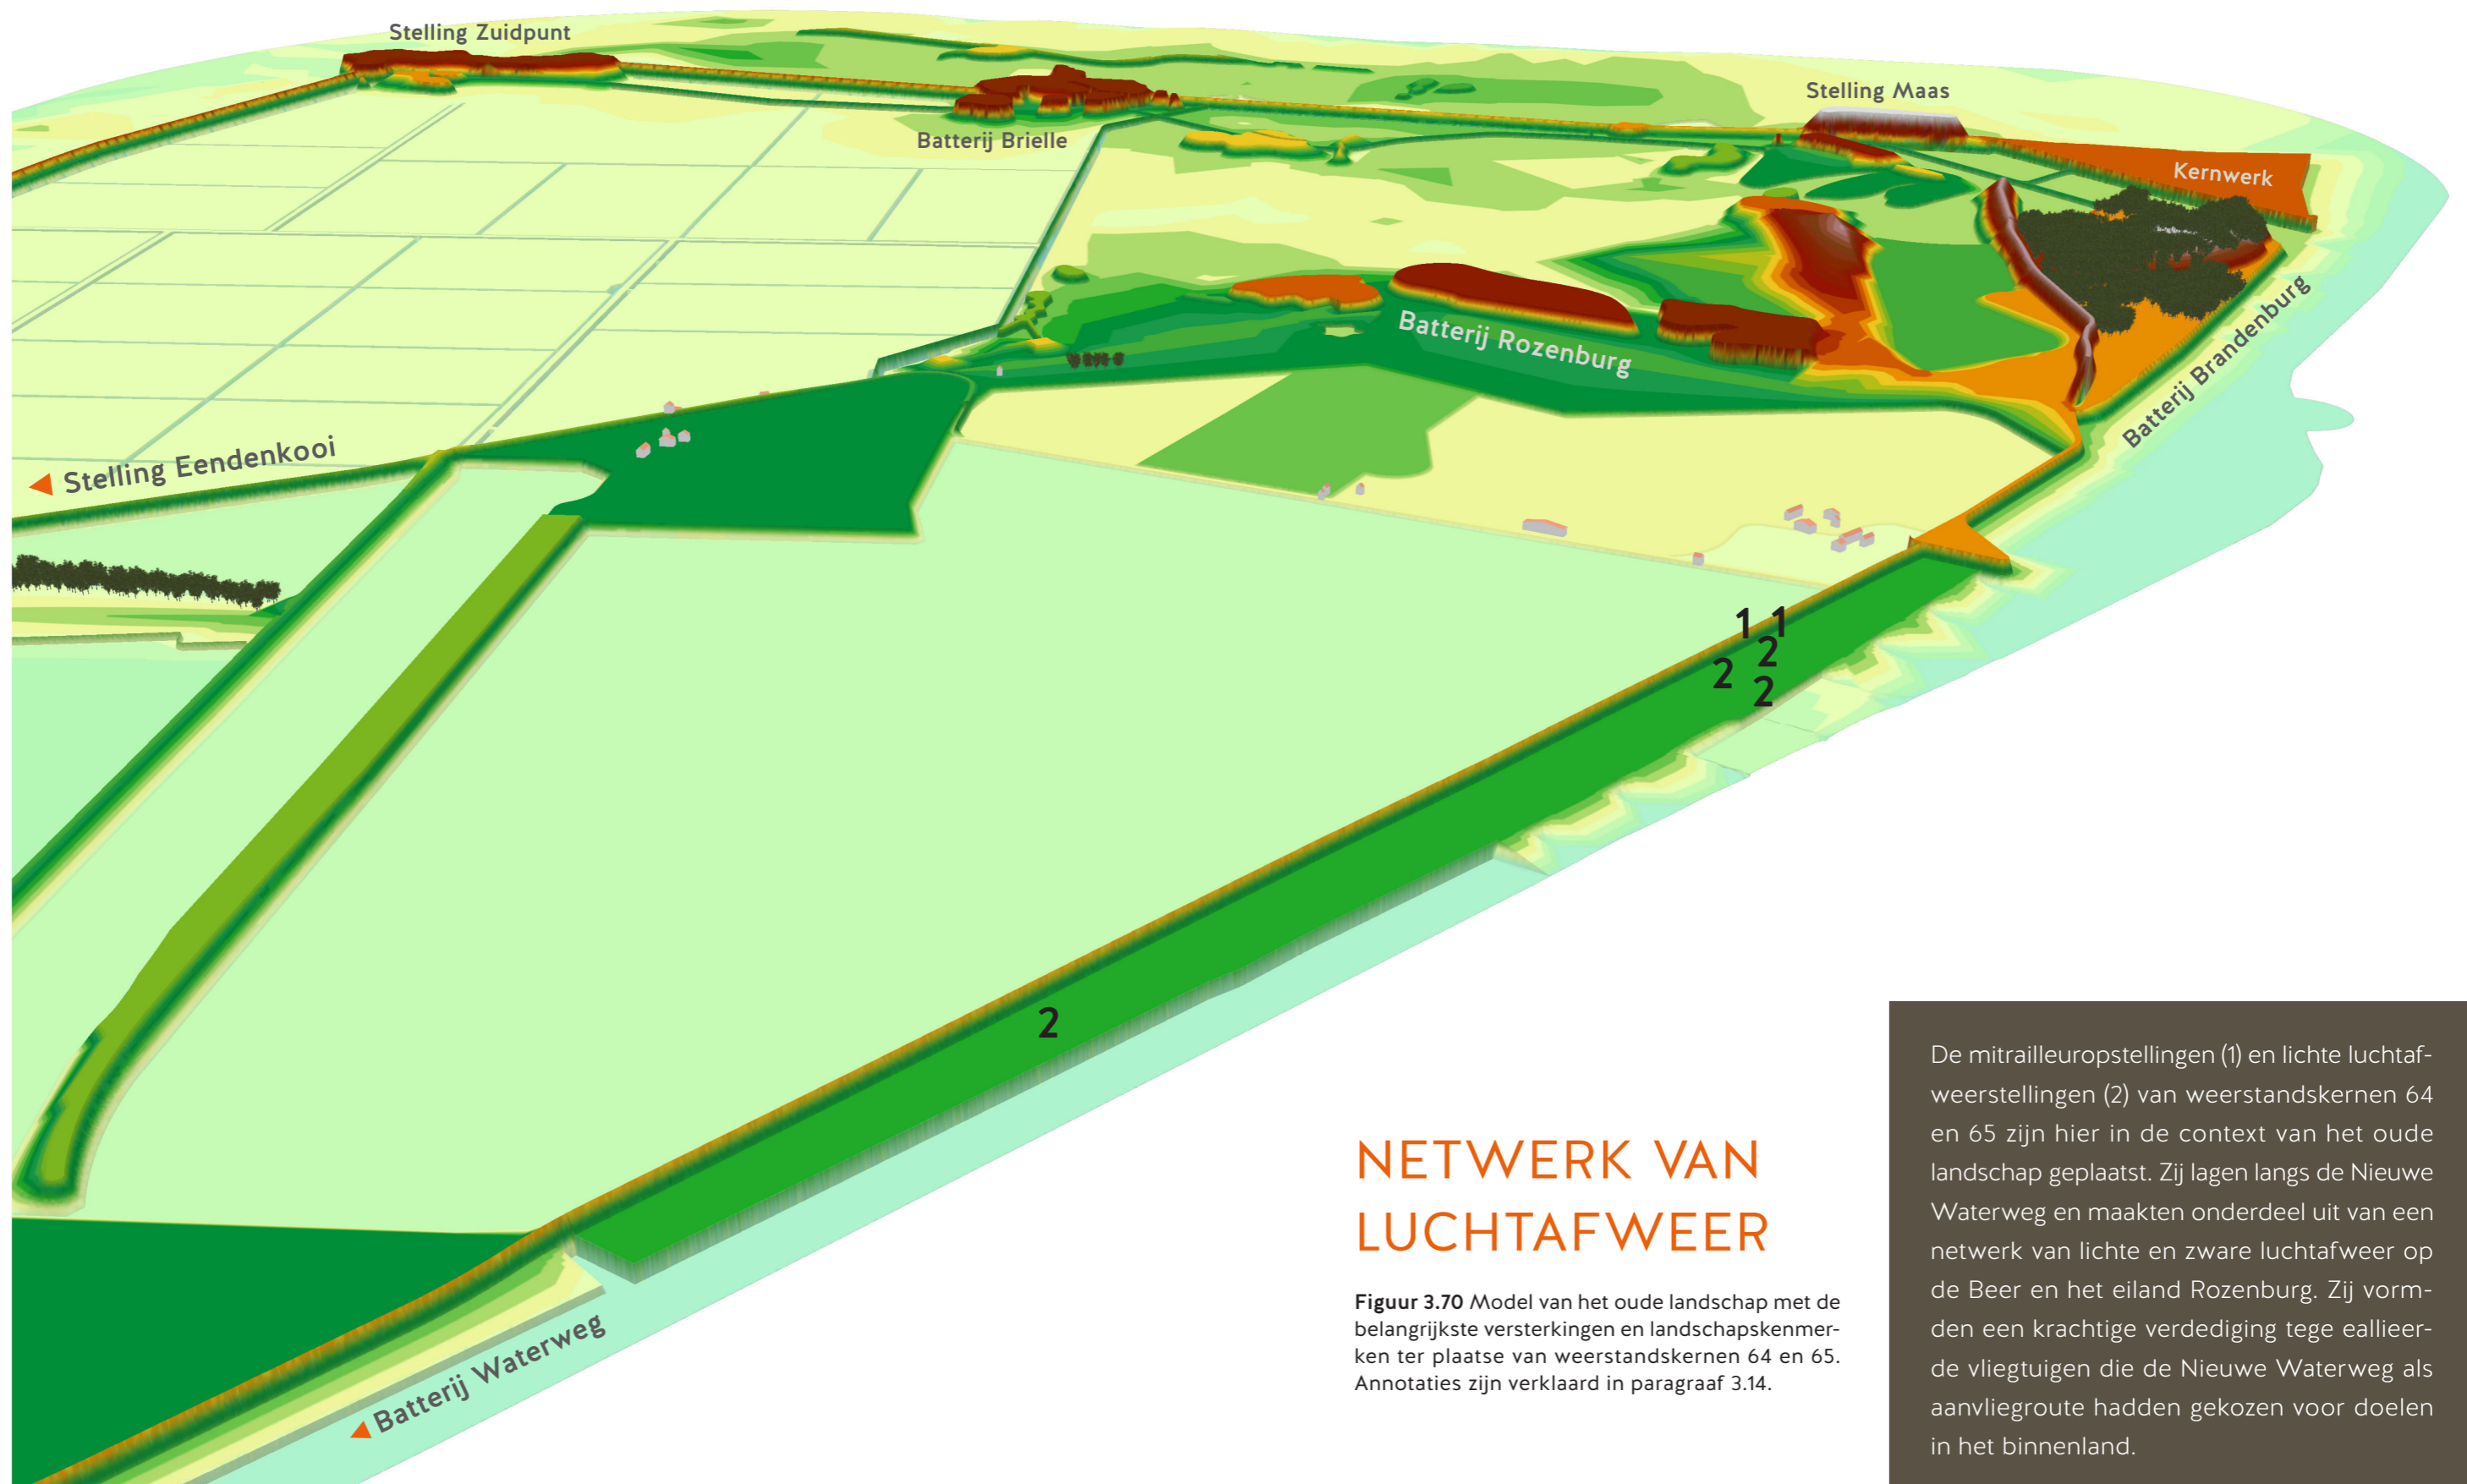 Stelling Zuidpunt
Batterij Brielle
Stelling Maas
Kernwerk
Batterij Rozenburg
Batterij Brandenburg
Stelling Eendenkooi
1 1
2
2
2
2
Batterij Waterweg
NETWERK VAN
LUCHTAFWEER
Figuur 3.70 Model van het oude landschap met de
belangrijkste versterkingen en landschapskenmer-
ken ter plaatse van weerstandskernen 64 en 65.
Annotaties zijn verklaard in paragraaf 3.14.
De mitrailleuropstellingen (1) en lichte luchtaf-
weerstellingen (2) van weerstandskernen 64
en 65 zijn hier in de context van het oude
landschap geplaatst. Zij lagen langs de Nieuwe
Waterweg en maakten onderdeel uit van een
netwerk van lichte en zware luchtafweer op
de Beer en het eiland Rozenburg. Zij vorm-
den een krachtige verdediging tege eallieer-
de vliegtuigen die de Nieuwe Waterweg als
aanvliegroute hadden gekozen voor doelen
in het binnenland.